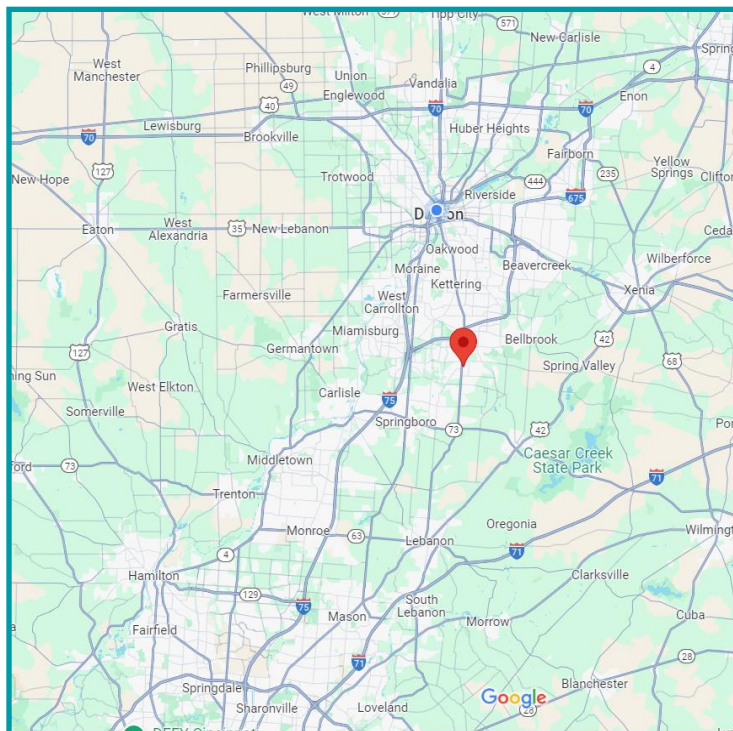 West Milton
Tipp City
571
571
New Carlisle
West
Manchester
Phillipsburg
49
Union
Vandalia
4
Englewood
40
70
70
Enon
Lewisburg
Brookville
Huber Heights
70
Fairborn
127
Trotwood
235
Yellow
Springs
New Hope
444
Riverside
675
West
Alexandria
35
New Lebanon
Eaton
Oakwood
Moraine
Beavercreek
Wilberforce
Kettering
Xenia
Farmersville
West
Carrollton
Gratis
Miamisburg
Bellbrook
42
127
Germantown
68
West Elkton
Spring Valley
Carlisle
75
Somerville
Springboro
73
42
Caesar Creek
State Park
73
Middletown
71
Trenton
Oregonia
Monroe
63
Lebanon
4
71
Hamilton
Clarksville
129
75
South
Lebanon
Mason
Morrow
Cuba
Fairfield
71
28
Springdale
Google
Blanchester
Sharonville
Loveland
28